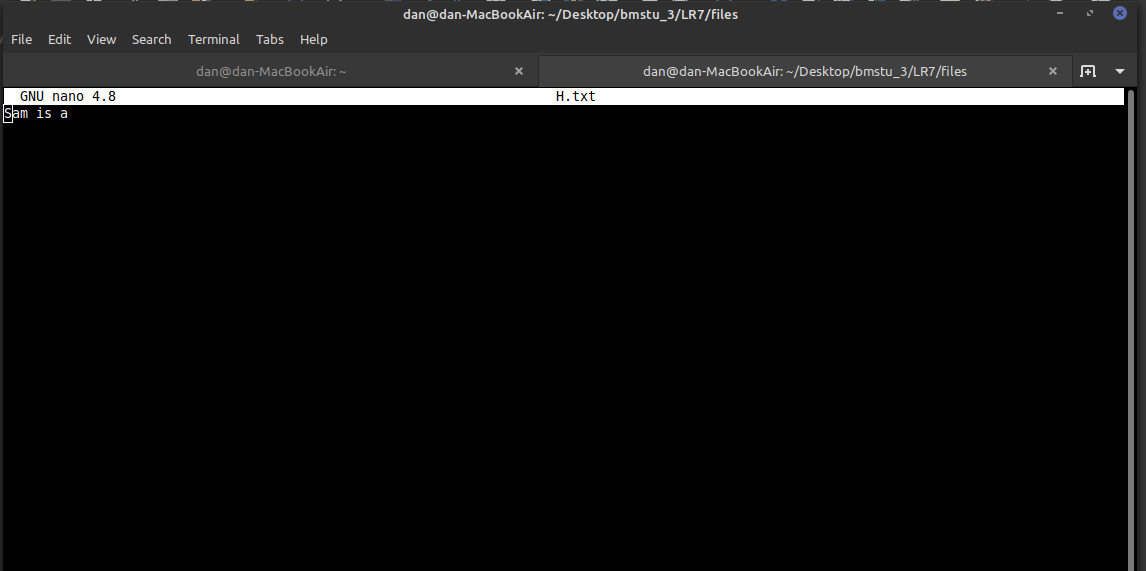 dan@dan-MacBookAir: ~/Desktop/bmstu_3/LR7/files
File Edit View Search Terminal Tabs Help
dan@dan-MacBookAir: ~ × dan@dan-MacBookAir: ~/Desktop/bmstu_3/LR7/files ×
GNU nano 4.8 H.txt
Sam is a